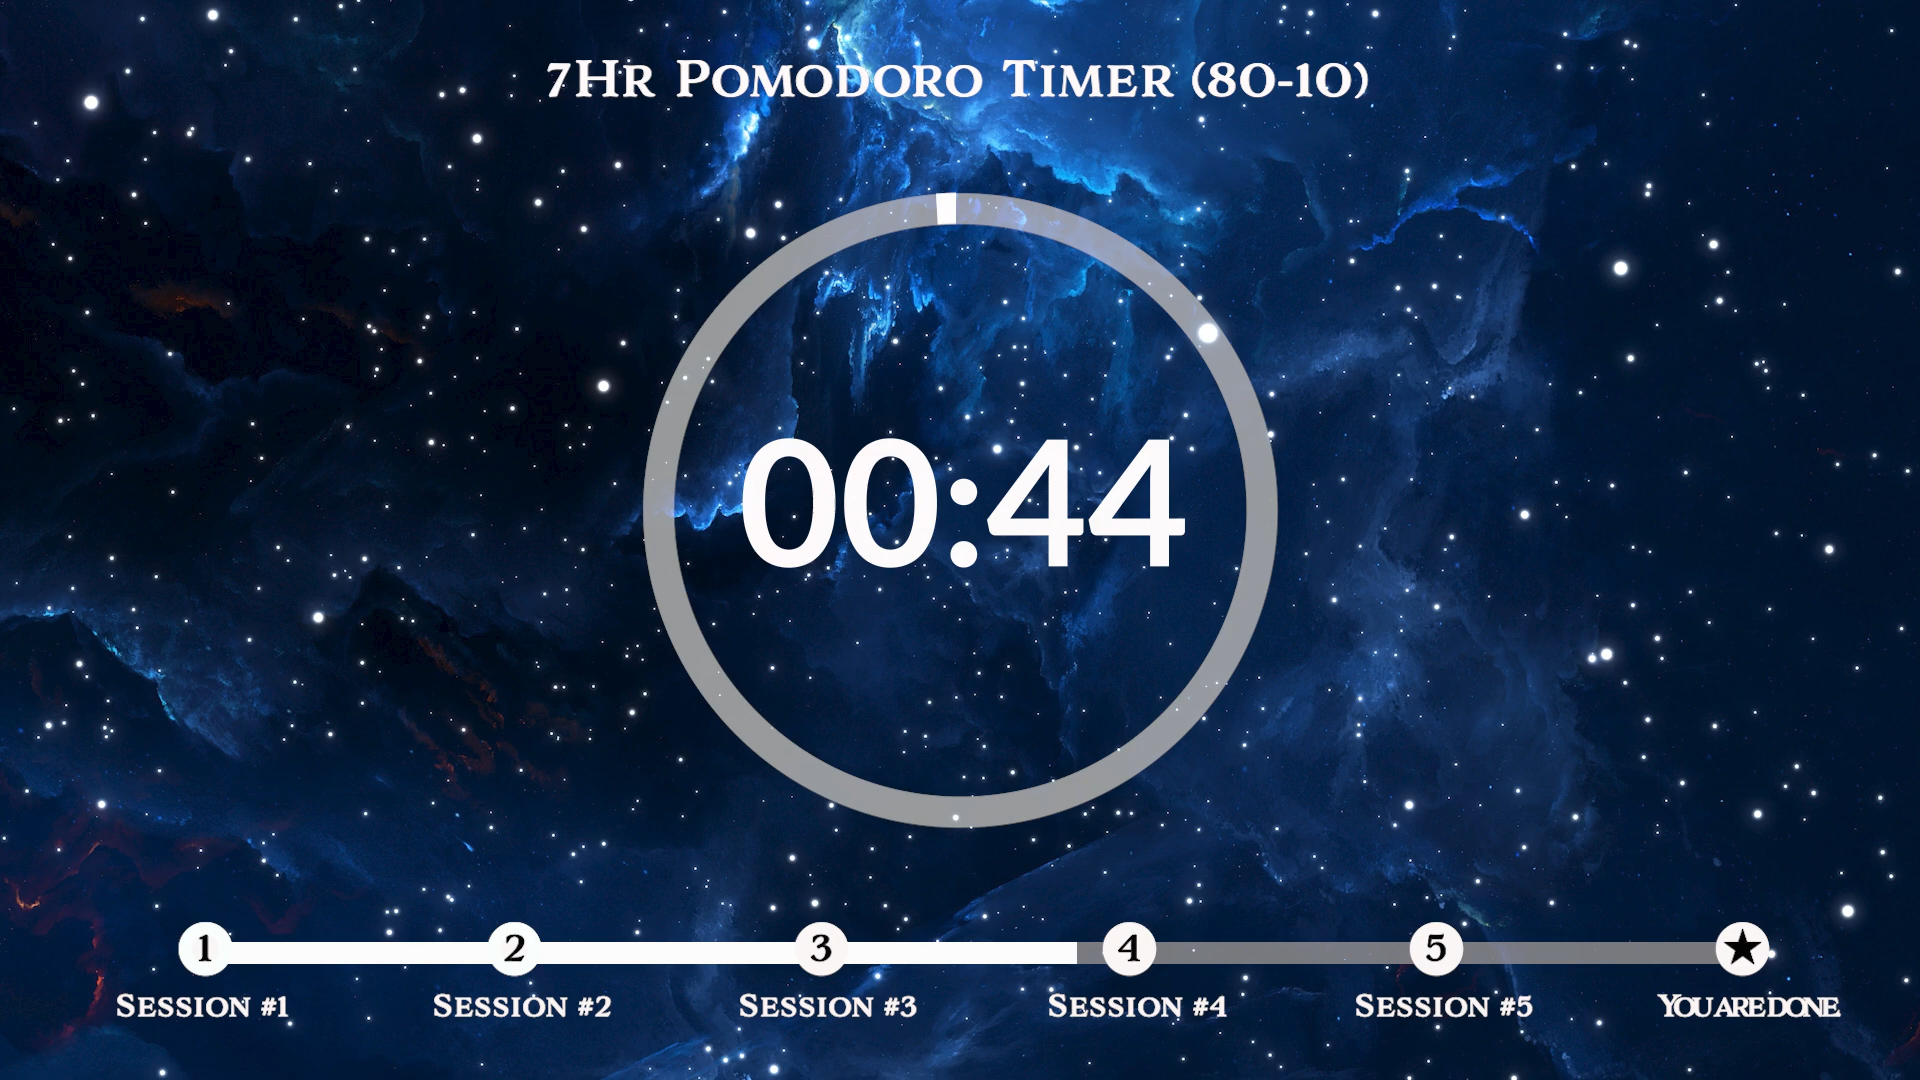 7Hr Pomodoro Timer (80-10)
00:44
1 2 3 4 5 ★
Session #1 Session #2 Session #3 Session #4 Session #5 You are done